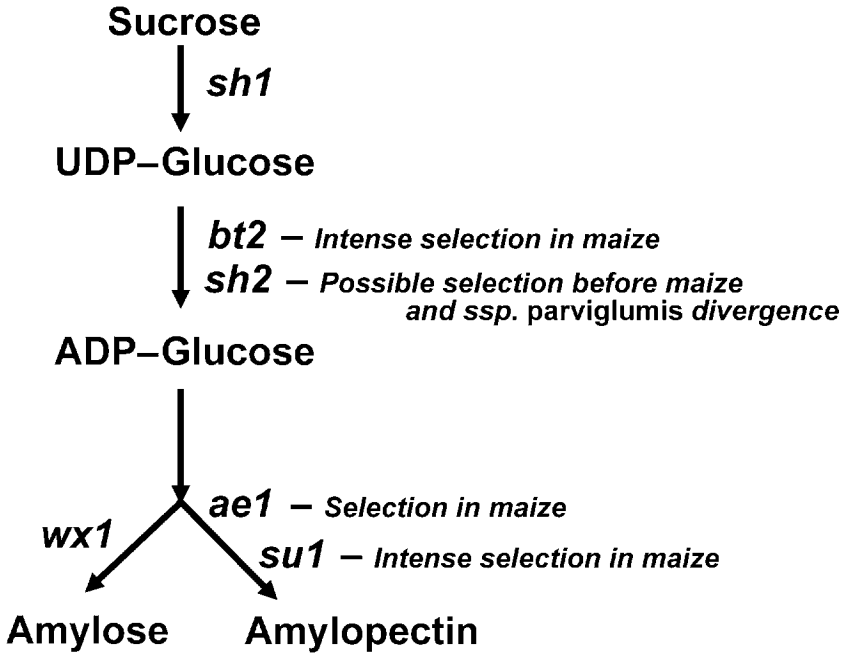 Sucrose
sh1
UDP–Glucose
bt2 – Intense selection in maize
sh2 – Possible selection before maize
and ssp. parviglumis divergence
ADP–Glucose
ae1 – Selection in maize
wx1
su1 – Intense selection in maize
Amylose Amylopectin